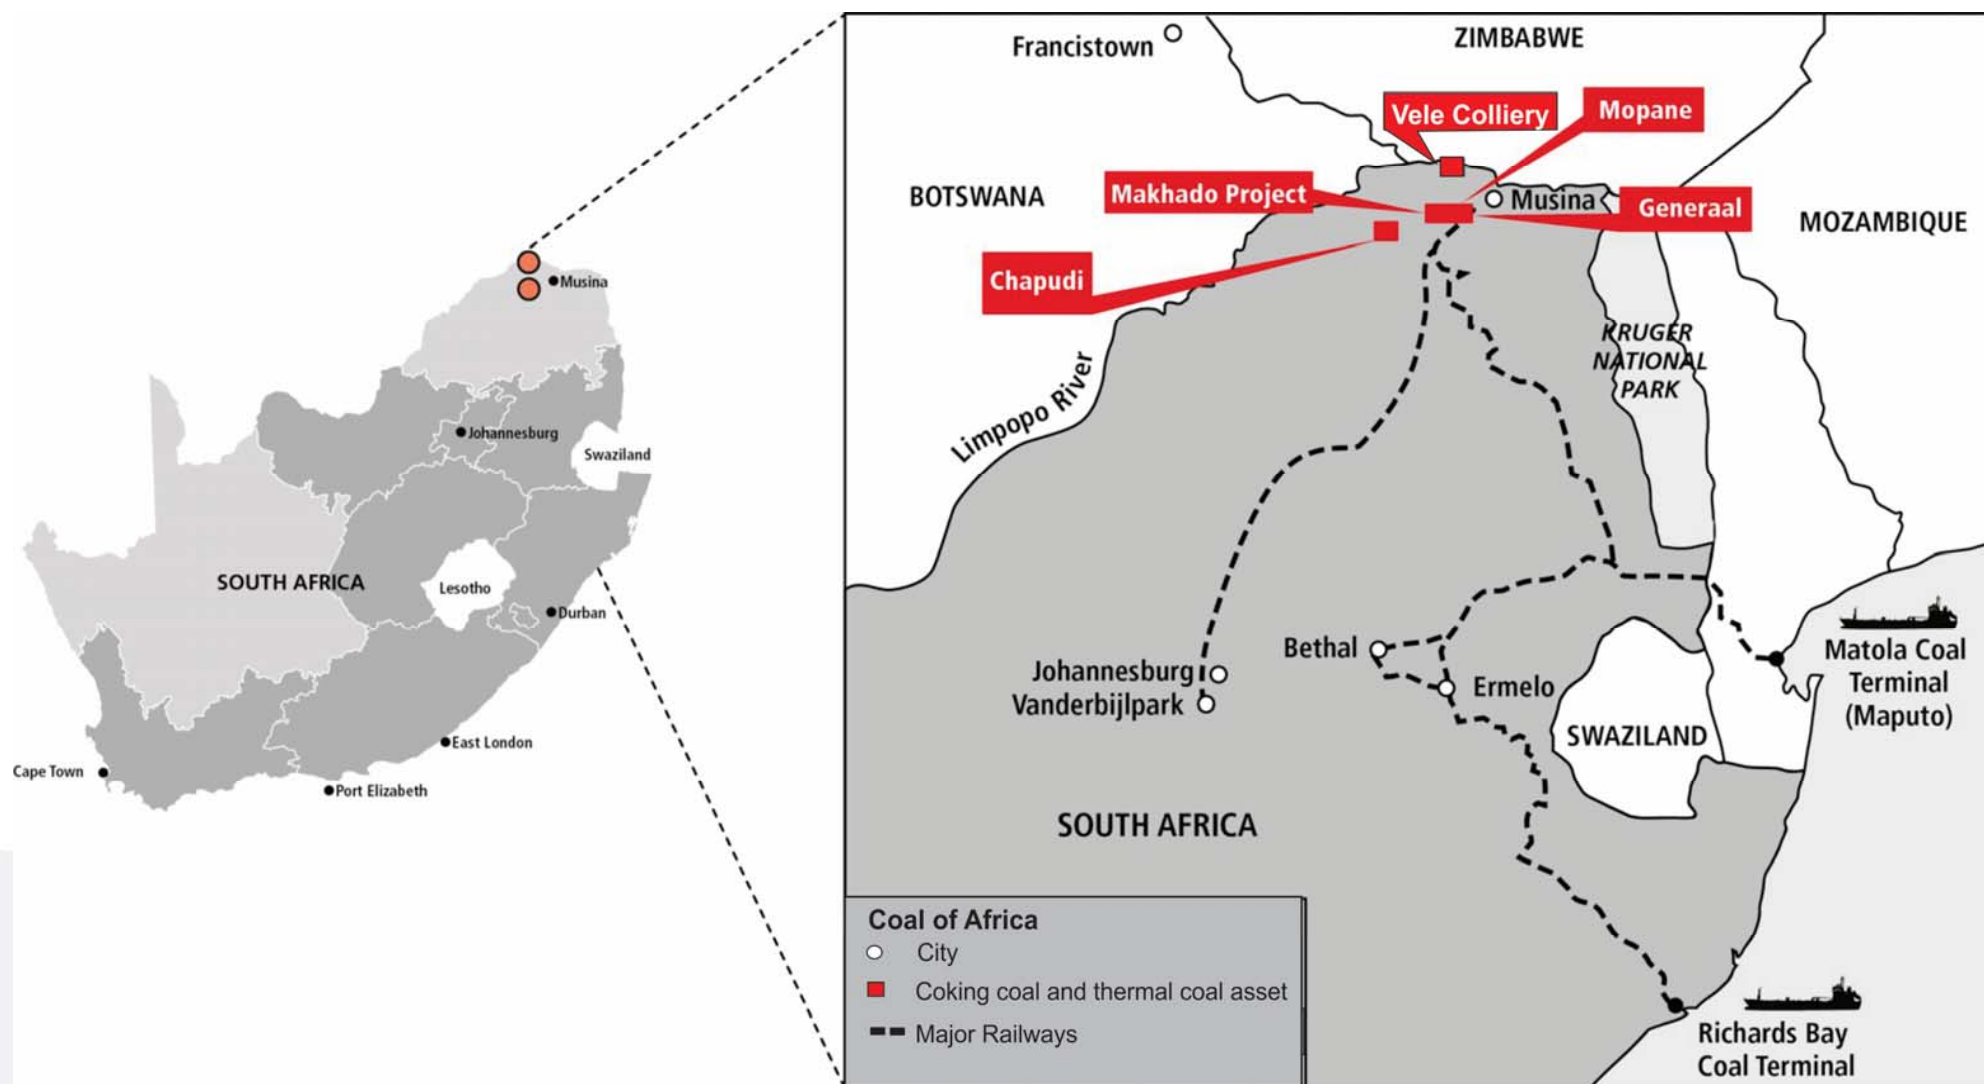 Musina
Johannesburg
Swaziland
SOUTH AFRICA
Lesotho
Durban
East London
Cape Town
Port Elizabeth
Francistown
ZIMBABWE
Vele Colliery
Mopane
BOTSWANA
Makhado Project
Musina
Generaal
MOZAMBIQUE
Chapudi
KRUGER
NATIONAL
PARK
Limpopo River
Bethal
Johannesburg
Vanderbijlpark
Ermelo
SWAZILAND
Matola Coal
Terminal
(Maputo)
SOUTH AFRICA
Coal of Africa
City
Coking coal and thermal coal asset
Major Railways
Richards Bay
Coal Terminal